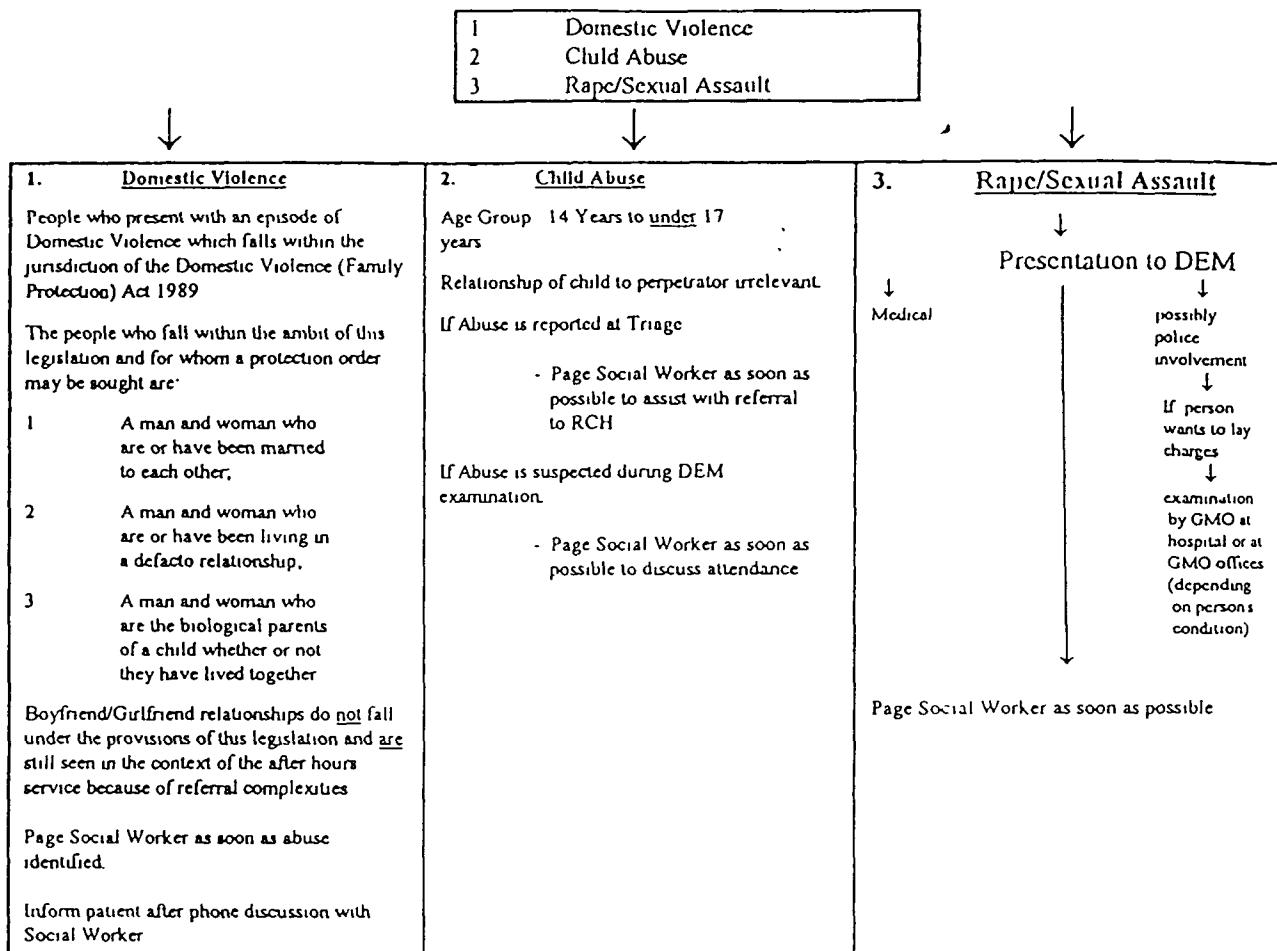 1 Domestic Violence
2 Cluld Abuse
3 Rape/Sexual Assault
1. Domestic Violence
People who present with an episode of
Domestic Violence which falls within the
jurisdiction of the Domestic Violence (Family
Protection) Act 1989
The people who fall within the ambit of this
legislation and for whom a protection order
may be sought are
1 A man and woman who
are or have been married
to each other,
2 A man and woman who
are or have been living in
a defacto relationship,
3 A man and woman who
are the biological parents
of a child whether or not
they have lived together
Boyfriend/Girlfriend relationships do not fall
under the provisions of this legislation and are
still seen in the context of the after hours
service because of referral complexities
Page Social Worker as soon as abuse
identified.
Inform patient after phone discussion with
Social Worker
2. Child Abuse
Age Group 14 Years to under 17
years
Relationship of child to perpetrator irrelevant
If Abuse is reported at Triage
- Page Social Worker as soon as
possible to assist with referral
to RCH
If Abuse is suspected during DEM
examination
- Page Social Worker as soon as
possible to discuss attendance
3. Rape/Sexual Assault
Presentation to DEM
Medical
possibly
police
involvement
If person
wants to lay
charges
examination
by GMO at
hospital or at
GMO offices
(depending
on persons
condition)
Page Social Worker as soon as possible